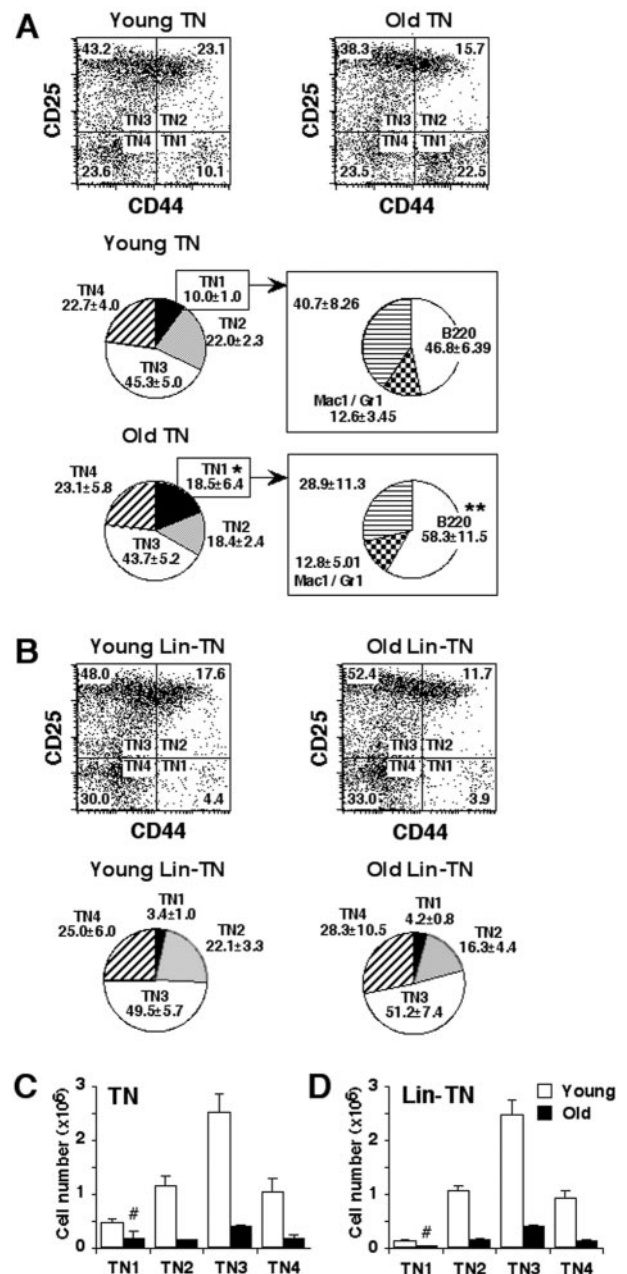 A
Young TN
Old TN
43.2
23.1
CD25
TN3
TN2
TN4
TN1
23.6
10.1
CD44
38.3
15.7
CD25
TN3
TN2
TN4
TN1
23.5
22.5
CD44
Young TN
TN4
22.7±4.0
TN1
10.0±1.0
TN2
22.0±2.3
TN3
45.3±5.0
40.7±8.26
B220
46.8±6.39
Mac1 / Gr1
12.6±3.45
Old TN
TN4
23.1±5.8
TN1 *
18.5±6.4
TN2
18.4±2.4
TN3
43.7±5.2
28.9±11.3
**
B220
58.3±11.5
12.8±5.01
Mac1 / Gr1
B
Young Lin-TN
Old Lin-TN
48.0
17.6
CD25
TN3
TN2
TN4
TN1
30.0
4.4
CD44
52.4
11.7
CD25
TN3
TN2
TN4
TN1
33.0
3.9
CD44
Young Lin-TN
TN1
3.4±1.0
TN4
25.0±6.0
TN2
22.1±3.3
TN3
49.5±5.7
Old Lin-TN
TN1
4.2±0.8
TN4
28.3±10.5
TN2
16.3±4.4
TN3
51.2±7.4
C
TN
Cell number (x10⁶)
3
2
1
0
#
TN1 TN2 TN3 TN4
D
Lin-TN
Young
Old
Cell number (x10⁶)
3
2
1
0
#
TN1 TN2 TN3 TN4